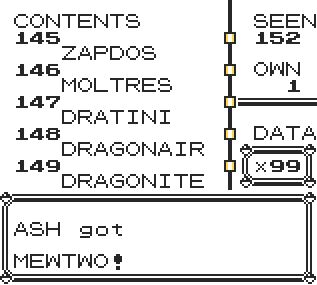 CONTENTS
145
ZAPDOS
146
MOLTRES
147
DRATINI
148
DRAGONAIR
149
DRAGONITE
SEEN
152
OWN
1
DATA
×99
ASH got
MEWTWO!